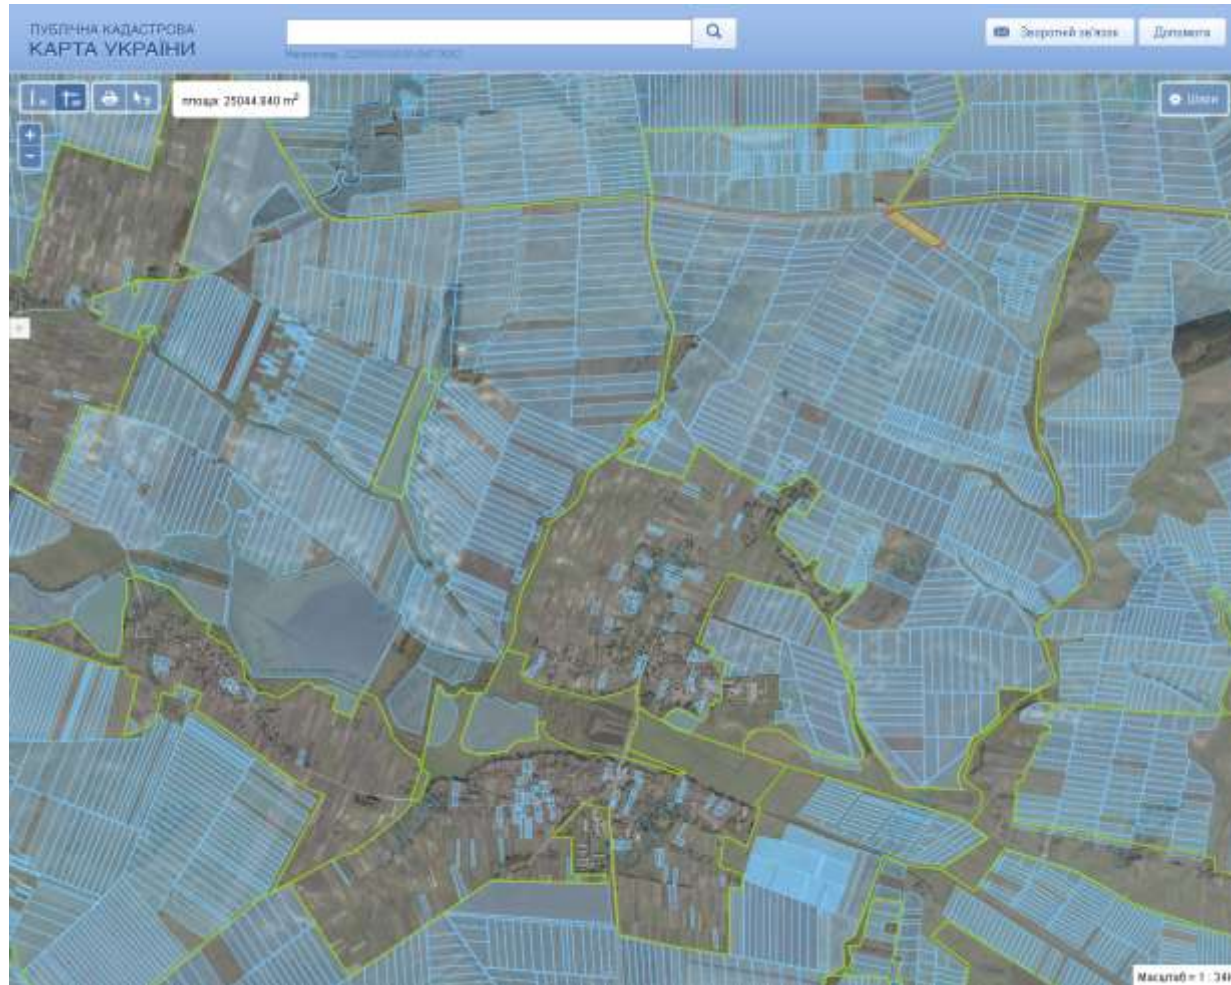 ПУБЛІЧНА КАДАСТРОВА
КАРТА УКРАЇНИ
Зворотній зв'язок
Допомога
площа: 25044.840 m²
Шари
+
-
Масштаб = 1 : 34